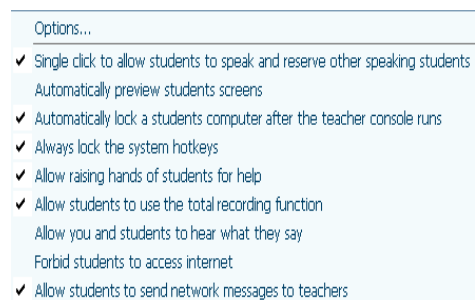 Options...
Single click to allow students to speak and reserve other speaking students
Automatically preview students screens
Automatically lock a students computer after the teacher console runs
Always lock the system hotkeys
Allow raising hands of students for help
Allow students to use the total recording function
Allow you and students to hear what they say
Forbid students to access internet
Allow students to send network messages to teachers